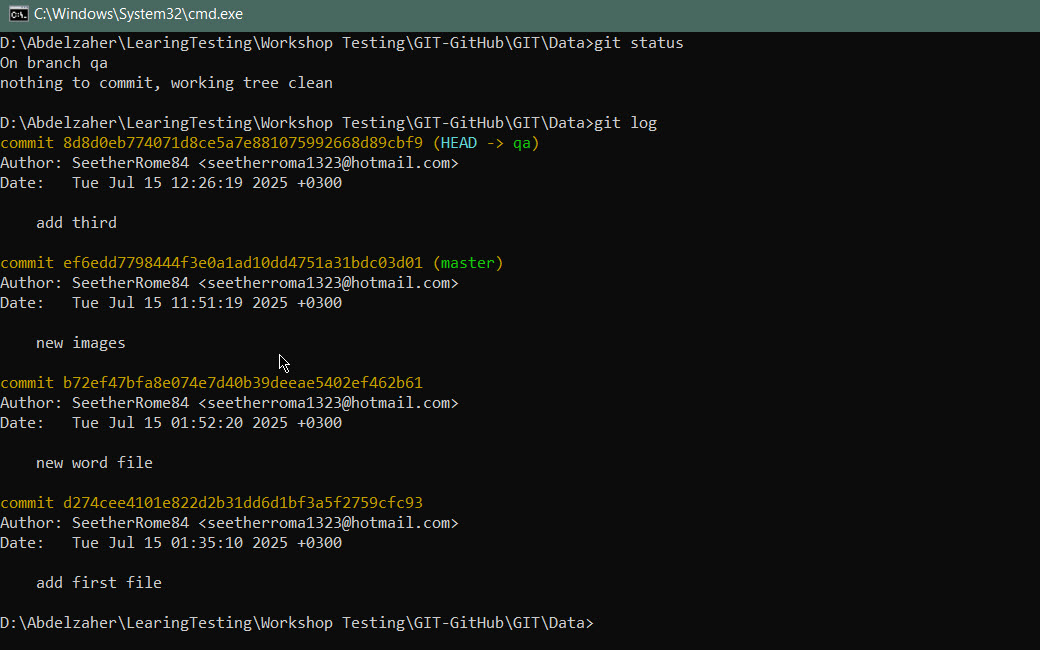 C:\Windows\System32\cmd.exe
D:\Abdelzaher\LearingTesting\Workshop Testing\GIT-GitHub\GIT\Data>git status
On branch qa
nothing to commit, working tree clean
D:\Abdelzaher\LearingTesting\Workshop Testing\GIT-GitHub\GIT\Data>git log
commit 8d8d0eb774071d8ce5a7e881075992668d89cbf9 (HEAD -> qa)
Author: SeetherRome84 <seetherroma1323@hotmail.com>
Date:   Tue Jul 15 12:26:19 2025 +0300
    add third
commit ef6edd7798444f3e0a1ad10dd4751a31bdc03d01 (master)
Author: SeetherRome84 <seetherroma1323@hotmail.com>
Date:   Tue Jul 15 11:51:19 2025 +0300
    new images
commit b72ef47bfa8e074e7d40b39deeae5402ef462b61
Author: SeetherRome84 <seetherroma1323@hotmail.com>
Date:   Tue Jul 15 01:52:20 2025 +0300
    new word file
commit d274cee4101e822d2b31dd6d1bf3a5f2759cfc93
Author: SeetherRome84 <seetherroma1323@hotmail.com>
Date:   Tue Jul 15 01:35:10 2025 +0300
    add first file
D:\Abdelzaher\LearingTesting\Workshop Testing\GIT-GitHub\GIT\Data>